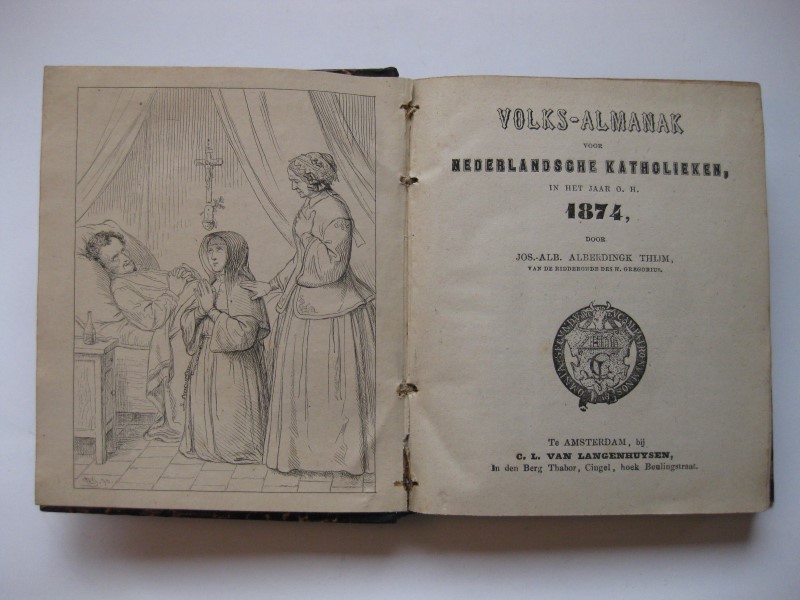 VOLKS-ALMANAK
VOOR
NEDERLANDSCHE KATHOLIEKEN,
IN HET JAAR O. H.
1874,
DOOR
JOS.-ALB. ALBERDINGK THIJM,
VAN DE RIDDERORDE DES H. GREGORIUS.
Te AMSTERDAM, bij
C. L. VAN LANGENHUYSEN,
In den Berg Thabor, Cingel, hoek Beulingstraat.